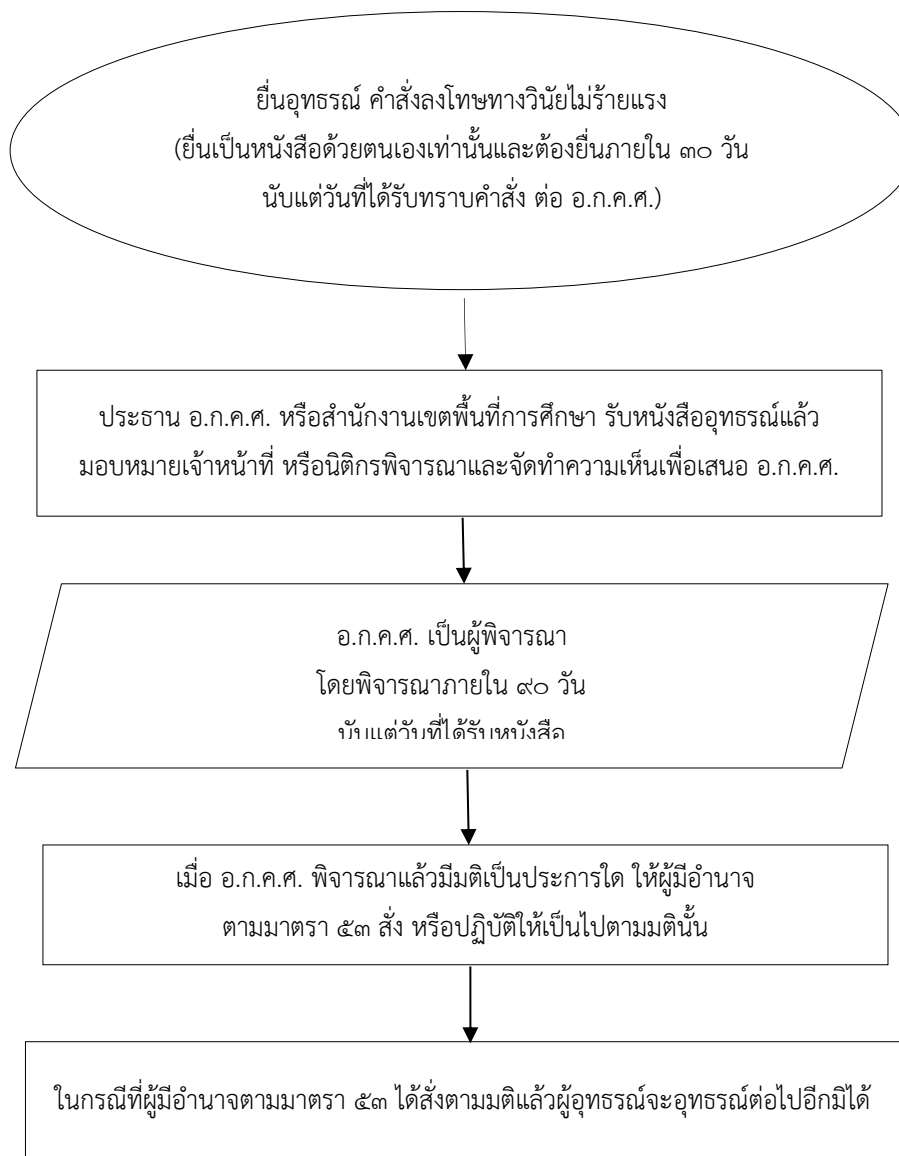 ยื่นอุทธรณ์ คำสั่งลงโทษทางวินัยไม่ร้ายแรง
(ยื่นเป็นหนังสือด้วยตนเองเท่านั้นและต้องยื่นภายใน ๓๐ วัน
นับแต่วันที่ได้รับทราบคำสั่ง ต่อ อ.ก.ค.ศ.)
ประธาน อ.ก.ค.ศ. หรือสำนักงานเขตพื้นที่การศึกษา รับหนังสืออุทธรณ์แล้ว
มอบหมายเจ้าหน้าที่ หรือนิติกรพิจารณาและจัดทำความเห็นเพื่อเสนอ อ.ก.ค.ศ.
อ.ก.ค.ศ. เป็นผู้พิจารณา
โดยพิจารณาภายใน ๙๐ วัน
นับแต่วันที่ได้รับหนังสือ
เมื่อ อ.ก.ค.ศ. พิจารณาแล้วมีมติเป็นประการใด ให้ผู้มีอำนาจ
ตามมาตรา ๕๓ สั่ง หรือปฏิบัติให้เป็นไปตามมตินั้น
ในกรณีที่ผู้มีอำนาจตามมาตรา ๕๓ ได้สั่งตามมติแล้วผู้อุทธรณ์จะอุทธรณ์ต่อไปอีกมิได้